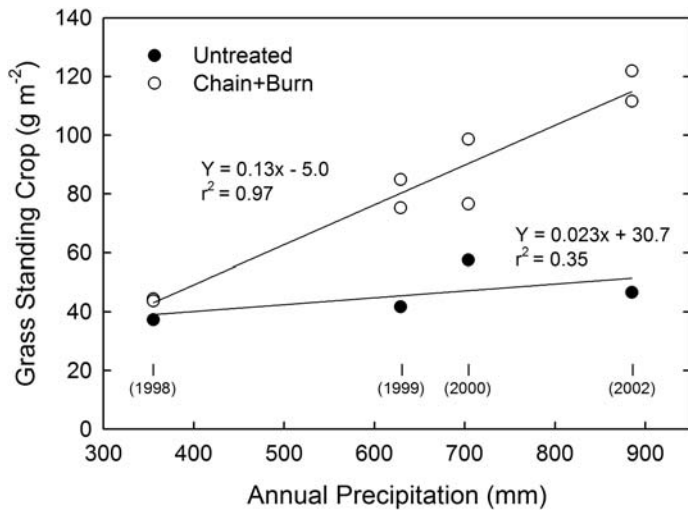 140
120
100
80
60
40
20
0
Grass Standing Crop (g m⁻²)
Untreated
Chain+Burn
Y = 0.13x - 5.0
r² = 0.97
Y = 0.023x + 30.7
r² = 0.35
(1998)
(1999)
(2000)
(2002)
300 400 500 600 700 800 900
Annual Precipitation (mm)